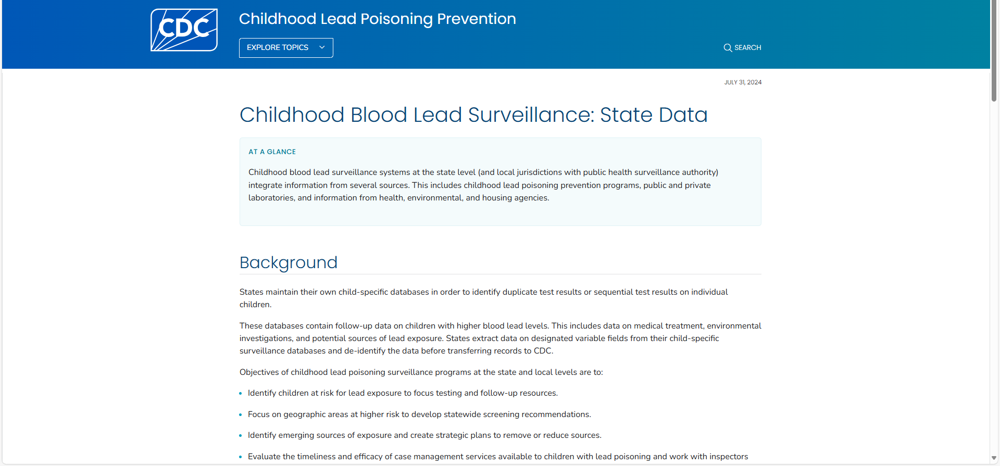 CDC
Childhood Lead Poisoning Prevention
EXPLORE TOPICS
SEARCH
JULY 31, 2024
Childhood Blood Lead Surveillance: State Data
AT A GLANCE
Childhood blood lead surveillance systems at the state level (and local jurisdictions with public health surveillance authority)
integrate information from several sources. This includes childhood lead poisoning prevention programs, public and private
laboratories, and information from health, environmental, and housing agencies.
Background
States maintain their own child-specific databases in order to identify duplicate test results or sequential test results on individual
children.
These databases contain follow-up data on children with higher blood lead levels. This includes data on medical treatment, environmental
investigations, and potential sources of lead exposure. States extract data on designated variable fields from their child-specific
surveillance databases and de-identify the data before transferring records to CDC.
Objectives of childhood lead poisoning surveillance programs at the state and local levels are to:
• Identify children at risk for lead exposure to focus testing and follow-up resources.
• Focus on geographic areas at higher risk to develop statewide screening recommendations.
• Identify emerging sources of exposure and create strategic plans to remove or reduce sources.
• Evaluate the timeliness and efficacy of case management services available to children with lead poisoning and work with inspectors